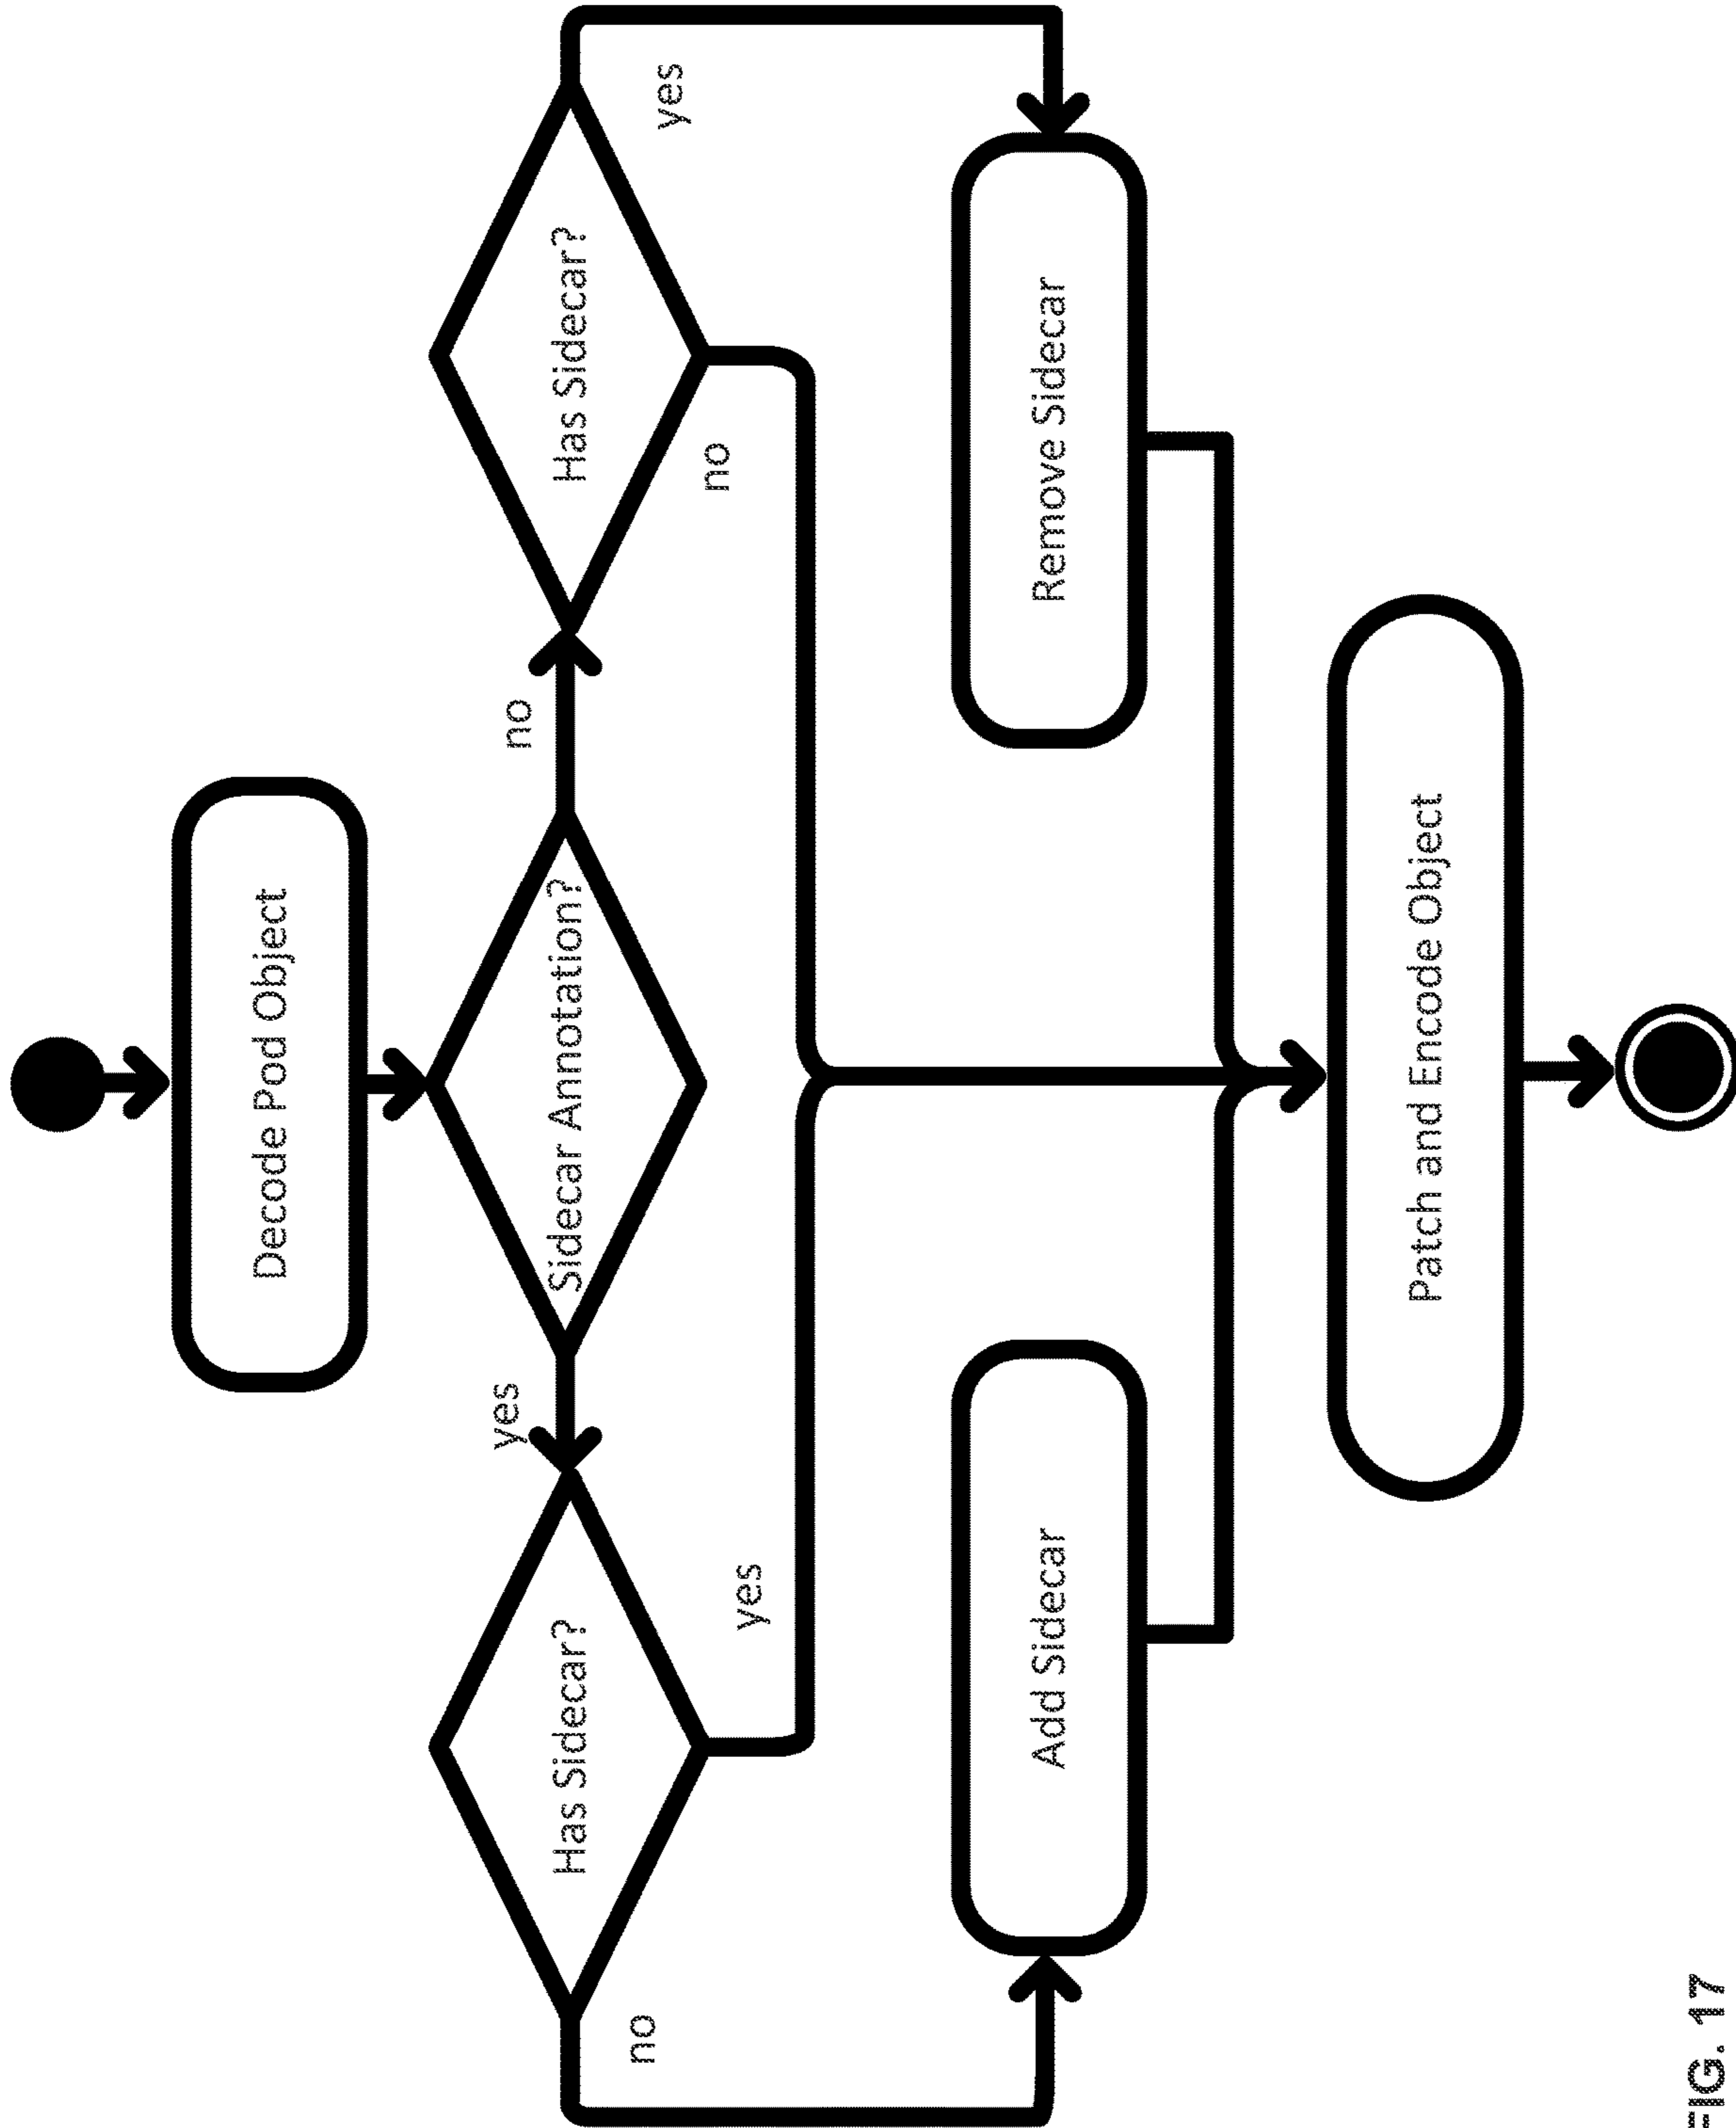 Decode Pod Object
yes
no
Has Sidecar?
Sidecar Annotation?
Has Sidecar?
no
yes
no
yes
Add Sidecar
Remove Sidecar
Patch and Encode Object
FIG. 17